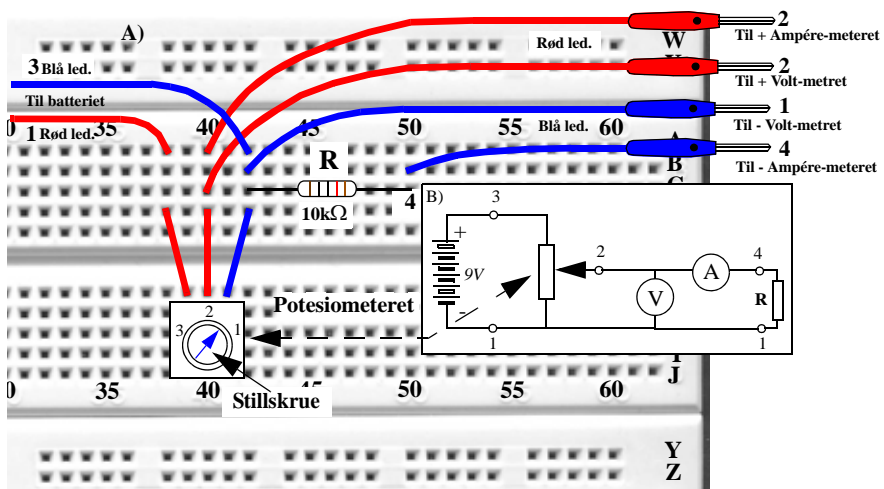 A)
2
Til + Ampére-meteret
Rød led.
W
3 Blå led.
2
Til + Volt-metret
Til batteriet
1
Til - Volt-metret
35 40 45 50 55 60
1 Rød led.
Blå led.
A
B
C
4
Til - Ampére-meteret
R
10kΩ
4
B)
3
+
9V
-
2
4
A
V
R
1
1
Potesiometeret
2
3
1
Stillskrue
35 40 45 50 55 60
J
Y
Z